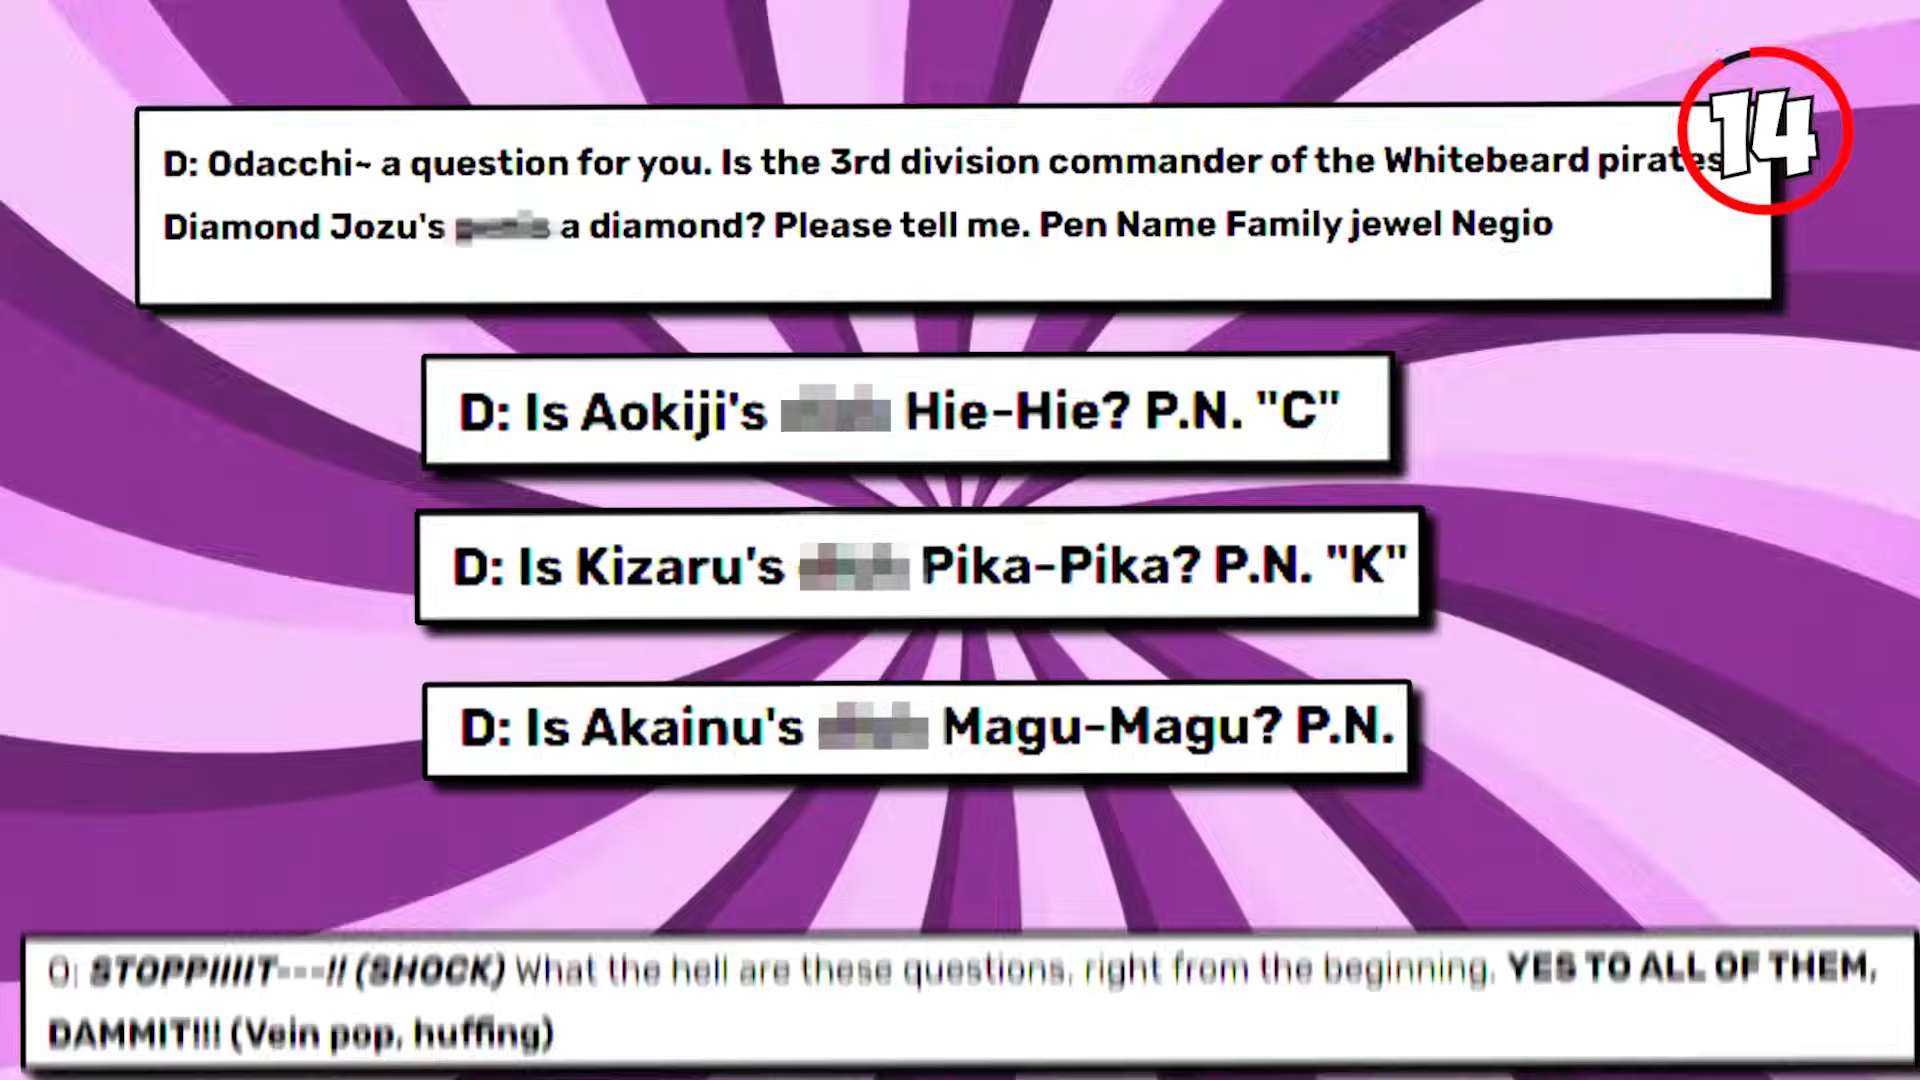 14
D: Odacchi~ a question for you. Is the 3rd division commander of the Whitebeard pirates
Diamond Jozu's a diamond? Please tell me. Pen Name Family jewel Negio
D: Is Aokiji's Hie-Hie? P.N. "C"
D: Is Kizaru's Pika-Pika? P.N. "K"
D: Is Akainu's Magu-Magu? P.N.
O: STOPPIIIIT---!! (SHOCK) What the hell are these questions, right from the beginning. YES TO ALL OF THEM,
DAMMIT!!! (Vein pop, huffing)